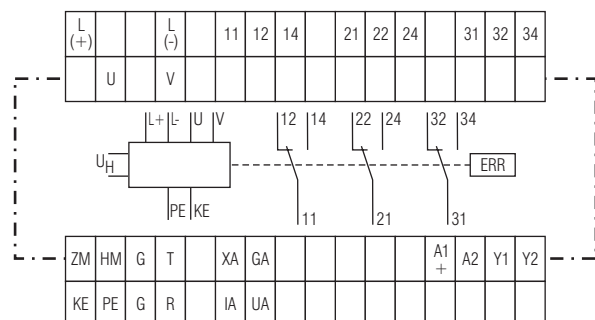 L (+) L (-) 11 12 14 21 22 24 31 32 34
U V
L+ L- U V 12 14 22 24 32 34
UH ERR
PE KE 11 21 31
ZM HM G T XA GA A1 + A2 Y1 Y2
KE PE G R IA UA